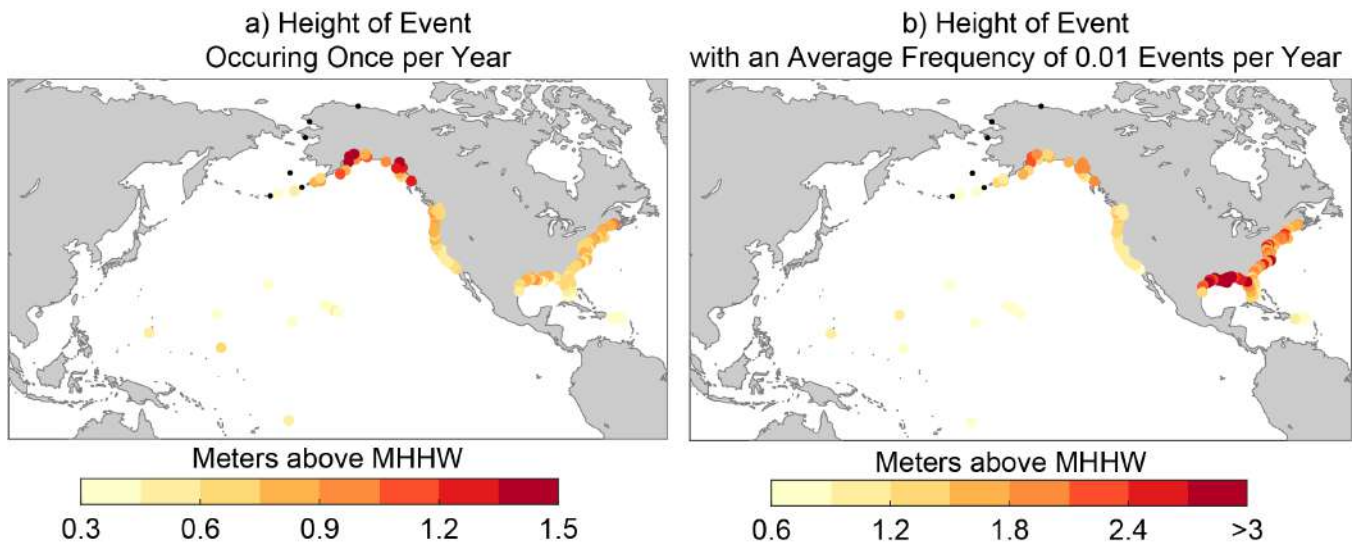 a) Height of Event
Occuring Once per Year
b) Height of Event
with an Average Frequency of 0.01 Events per Year
Meters above MHHW
0.3 0.6 0.9 1.2 1.5
Meters above MHHW
0.6 1.2 1.8 2.4 >3